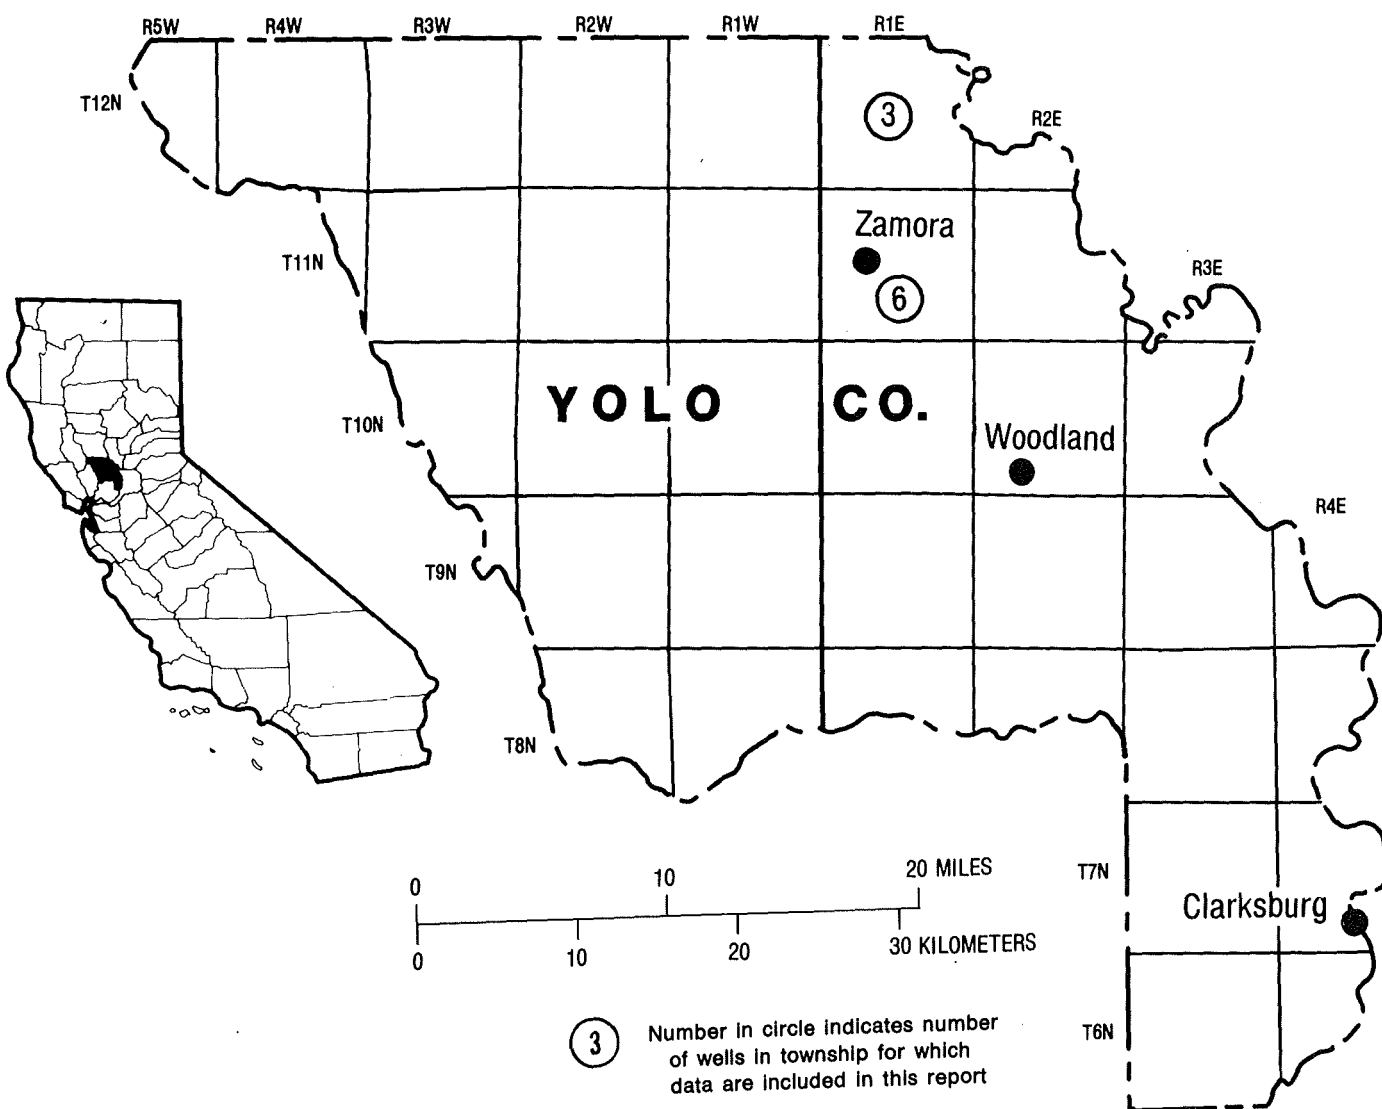 R5W R4W R3W R2W R1W R1E
T12N
3
R2E
Zamora
T11N
6
R3E
YOLO CO.
T10N
Woodland
R4E
T9N
T8N
0 10 20 MILES
T7N
Clarksburg
0 10 20 30 KILOMETERS
T6N
3
Number in circle indicates number
of wells in township for which
data are included in this report